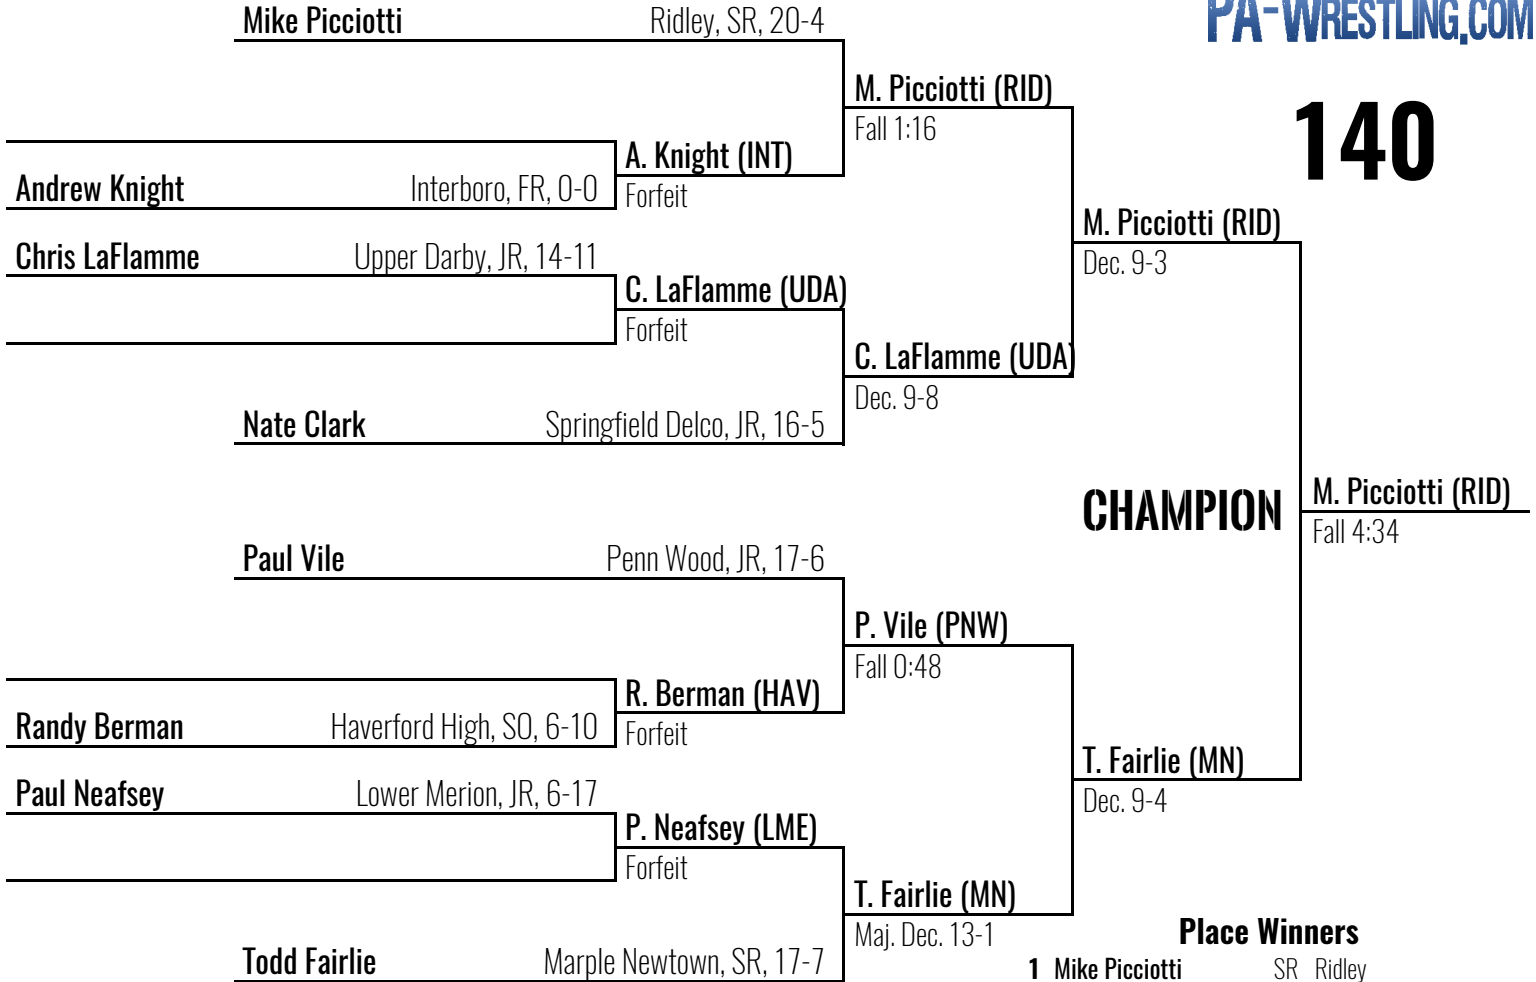 Mike Picciotti Ridley, SR, 20-4
PA-WRESTLING.COM
140
M. Picciotti (RID)
Fall 1:16
A. Knight (INT)
Forfeit
Andrew Knight Interboro, FR, 0-0
M. Picciotti (RID)
Dec. 9-3
Chris LaFlamme Upper Darby, JR, 14-11
C. LaFlamme (UDA)
Forfeit
C. LaFlamme (UDA)
Dec. 9-8
Nate Clark Springfield Delco, JR, 16-5
CHAMPION
M. Picciotti (RID)
Fall 4:34
Paul Vile Penn Wood, JR, 17-6
P. Vile (PNW)
Fall 0:48
R. Berman (HAV)
Forfeit
Randy Berman Haverford High, SO, 6-10
T. Fairlie (MN)
Dec. 9-4
Paul Neafsey Lower Merion, JR, 6-17
P. Neafsey (LME)
Forfeit
T. Fairlie (MN)
Maj. Dec. 13-1
Todd Fairlie Marple Newtown, SR, 17-7
Place Winners
1 Mike Picciotti SR Ridley